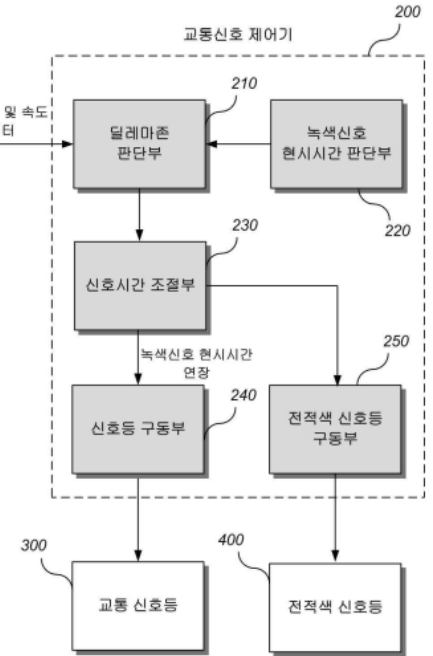 200
교통신호 제어기
및 속도
터
210
딜레마존
판단부
녹색신호
현시시간 판단부
220
230
신호시간 조절부
녹색신호 현시시간
연장
250
신호등 구동부
240
전적색 신호등
구동부
300
교통 신호등
400
전적색 신호등